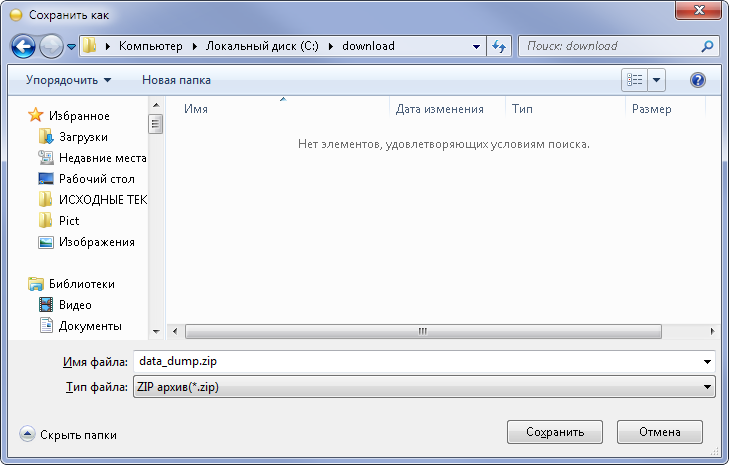 Сохранить как
Компьютер Локальный диск (C:) download
Поиск: download
Упорядочить Новая папка
Имя Дата изменения Тип Размер
Нет элементов, удовлетворяющих условиям поиска.
Избранное
Загрузки
Недавние места
Рабочий стол
ИСХОДНЫЕ ТЕК
Pict
Изображения
Библиотеки
Видео
Документы
Имя файла: data_dump.zip
Тип файла: ZIP архив(*.zip)
Скрыть папки
Сохранить Отмена